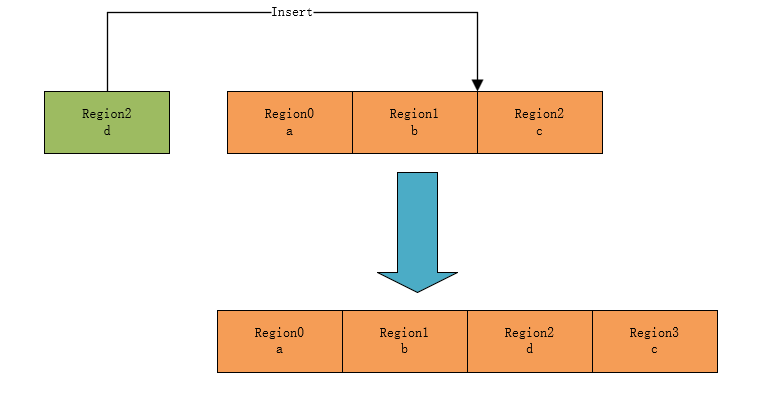 Insert
Region2
d
Region0
a
Region1
b
Region2
c
Region0
a
Region1
b
Region2
d
Region3
c